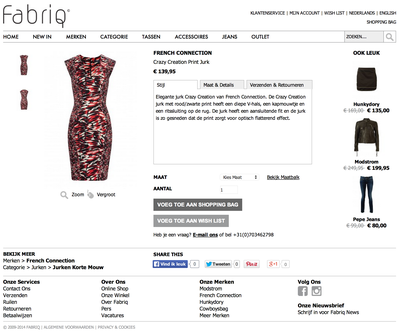 Fabriq
KLANTENSERVICE | MIJN ACCOUNT | WISH LIST | NEDERLANDS | ENGLISH
SHOPPING BAG
HOME NEW IN MERKEN CATEGORIE TASSEN ACCESSOIRES JEANS OUTLET
ZOEKEN...
FRENCH CONNECTION
Crazy Creation Print Jurk
€ 139,95
Stijl Maat & Details Verzenden & Retourneren
Elegante jurk Crazy Creation van French Connection. De Crazy Creation
jurk met rood/zwarte print heeft een diepe V-hals, een kapmouwtje en
een ritssluiting op de rug. De jurk heeft een aansluitende fit en de jurk
is zo gesneden dat de print zorgt voor optisch flatterend effect.
Zoom Vergroot
MAAT Kies Maat Bekijk Maattabel
AANTAL 1
VOEG TOE AAN SHOPPING BAG
VOEG TOE AAN WISH LIST
Heb je een vraag? E-mail ons of bel +31(0)703462798
OOK LEUK
Hunkydory
€ 165,00 € 135,00
Modstrom
€ 249,95 € 199,95
Pepe Jeans
€ 95,00 € 80,00
BEKIJK MEER
Merken > French Connection
Categorie > Jurken > Jurken Korte Mouw
SHARE THIS
Vind ik leuk 0 Tweeten 0 Pin it +1 0
Onze Services
Contact Ons
Verzenden
Ruilen
Retourneren
Betaalwijzen
Over Ons
Onze Winkel
Over Fabriq
Pers
Vacatures
Onze Merken
Modstrom
French Connection
Hunkydory
Cowboysbag
Meer Merken
Volg Ons
Onze Nieuwsbrief
Schrijf in voor Fabriq News
© 2009-2014 FABRIQ | ALGEMENE VOORWAARDEN | PRIVACY & COOKIES